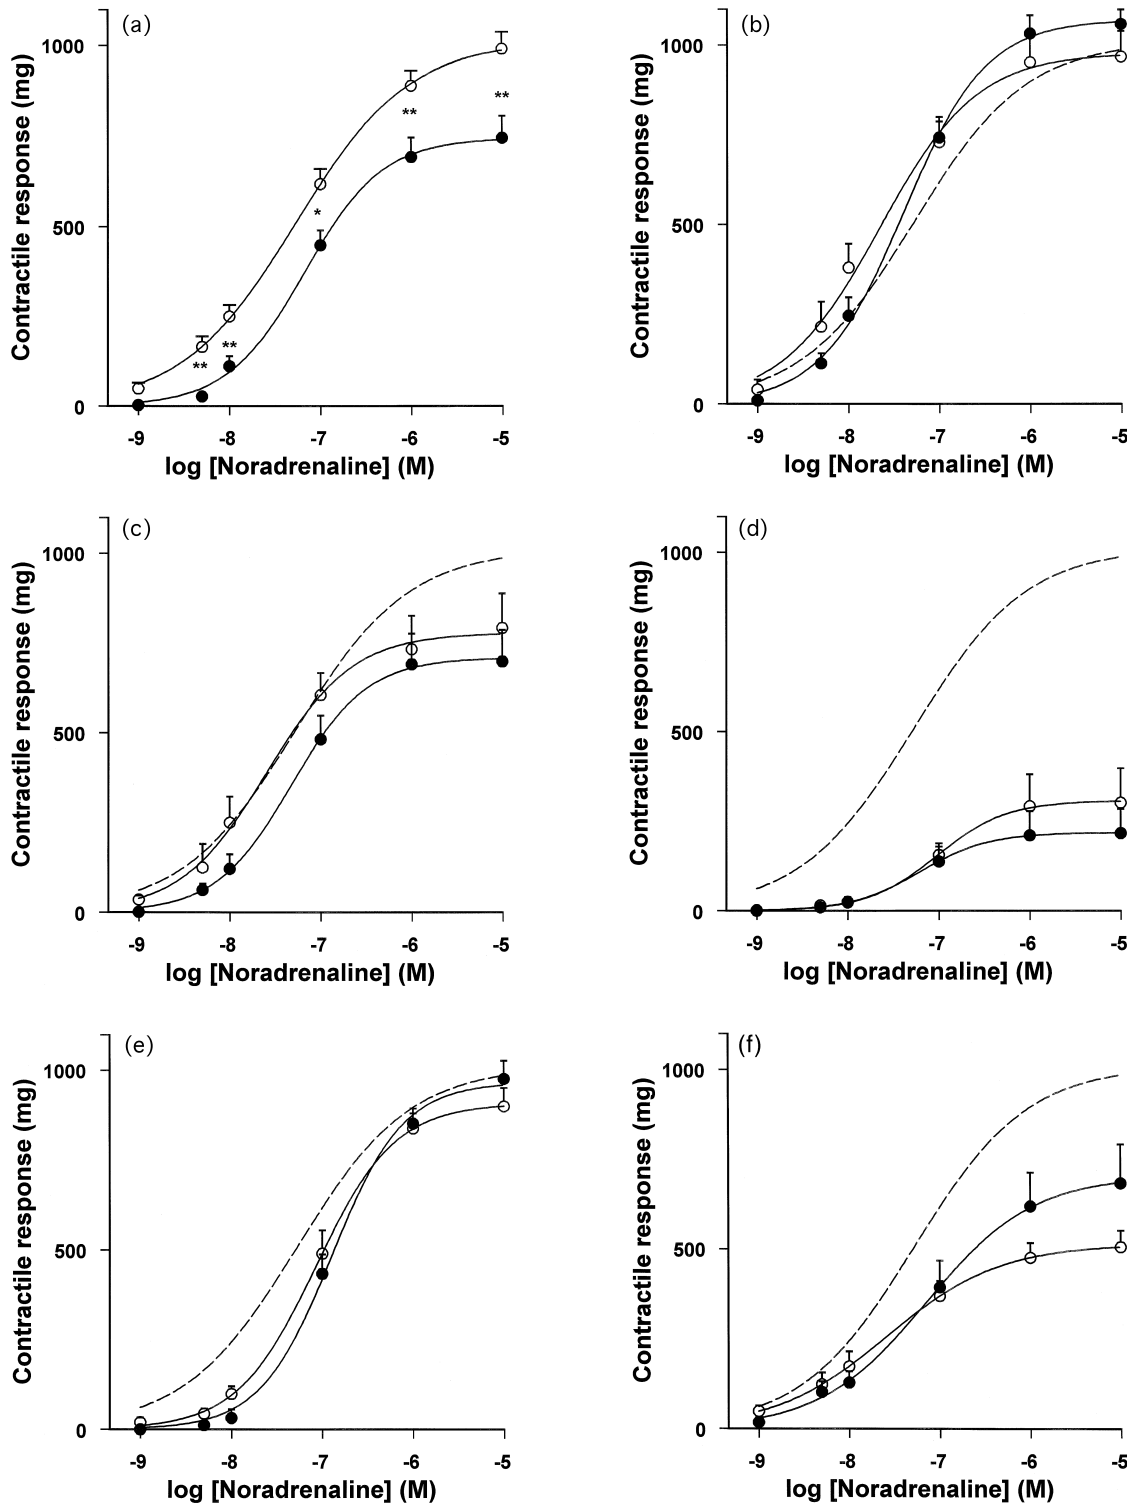 (a)
Contractile response (mg)
1000
500
0
**
**
*
**
**
-9 -8 -7 -6 -5
log [Noradrenaline] (M)
(b)
Contractile response (mg)
1000
500
0
-9 -8 -7 -6 -5
log [Noradrenaline] (M)
(c)
Contractile response (mg)
1000
500
0
-9 -8 -7 -6 -5
log [Noradrenaline] (M)
(d)
Contractile response (mg)
1000
500
0
-9 -8 -7 -6 -5
log [Noradrenaline] (M)
(e)
Contractile response (mg)
1000
500
0
-9 -8 -7 -6 -5
log [Noradrenaline] (M)
(f)
Contractile response (mg)
1000
500
0
-9 -8 -7 -6 -5
log [Noradrenaline] (M)